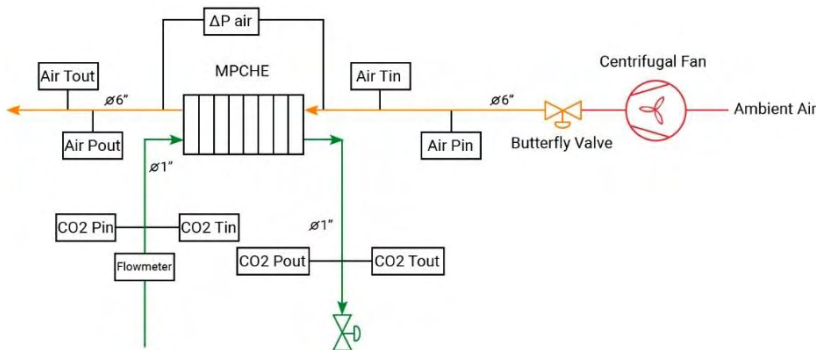 ΔP air
MPCHE
Centrifugal Fan
Air Tout
Air Tin
ø6”
ø6”
Ambient Air
Air Pout
Air Pin
Butterfly Valve
ø1”
CO2 Pin
CO2 Tin
ø1”
Flowmeter
CO2 Pout
CO2 Tout